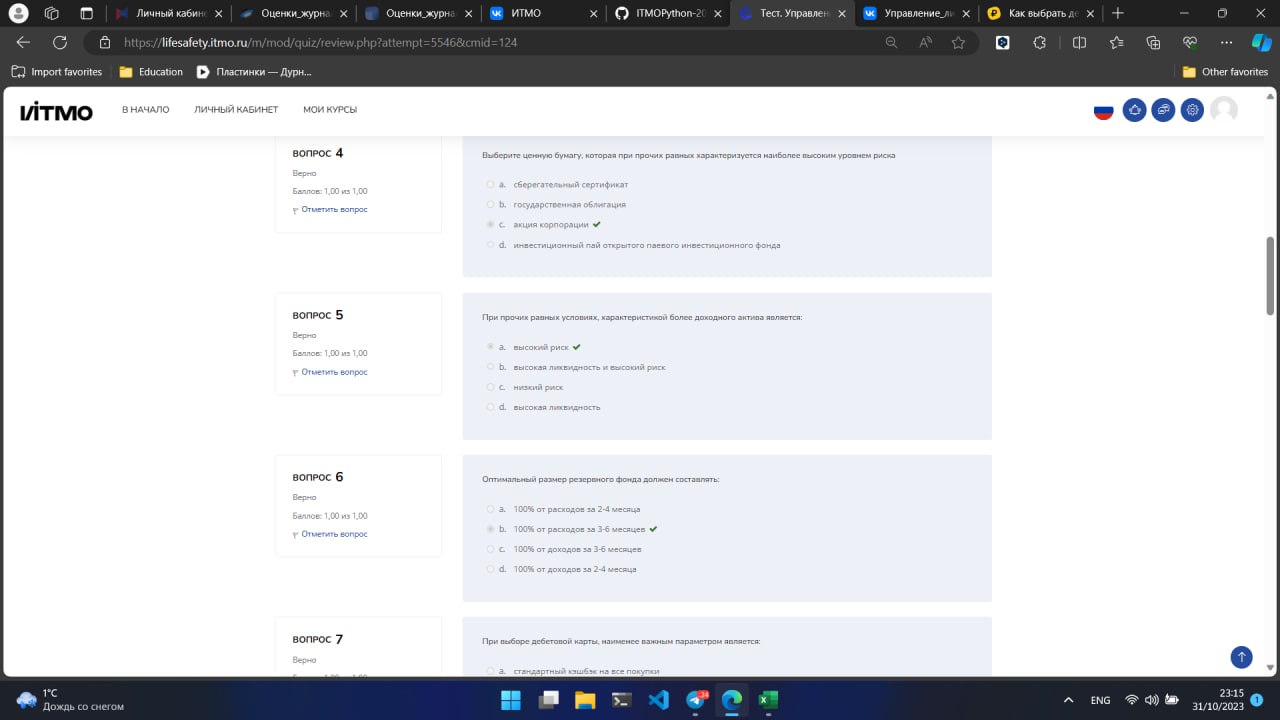 Личный кабин
Оценки_журна
Оценки_журна
ИТМО
ITMOPython-20
Тест. Управлен
Управление_ли
Как выбрать де
https://lifesafety.itmo.ru/m/mod/quiz/review.php?attempt=5546&cmid=124
Import favorites
Education
Пластинки — Дурн...
Other favorites
ИТМО
В НАЧАЛО
ЛИЧНЫЙ КАБИНЕТ
МОИ КУРСЫ
ВОПРОС 4
Верно
Баллов: 1,00 из 1,00
Отметить вопрос
Выберите ценную бумагу, которая при прочих равных характеризуется наиболее высоким уровнем риска
a. сберегательный сертификат
b. государственная облигация
c. акция корпорации
d. инвестиционный пай открытого паевого инвестиционного фонда
ВОПРОС 5
Верно
Баллов: 1,00 из 1,00
Отметить вопрос
При прочих равных условиях, характеристикой более доходного актива является:
a. высокий риск
b. высокая ликвидность и высокий риск
c. низкий риск
d. высокая ликвидность
ВОПРОС 6
Верно
Баллов: 1,00 из 1,00
Отметить вопрос
Оптимальный размер резервного фонда должен составлять:
a. 100% от расходов за 2-4 месяца
b. 100% от расходов за 3-6 месяцев
c. 100% от доходов за 3-6 месяцев
d. 100% от доходов за 2-4 месяца
ВОПРОС 7
Верно
При выборе дебетовой карты, наименее важным параметром является:
a. стандартный кэшбэк на все покупки
1°C
Дождь со снегом
ENG
23:15
31/10/2023
1